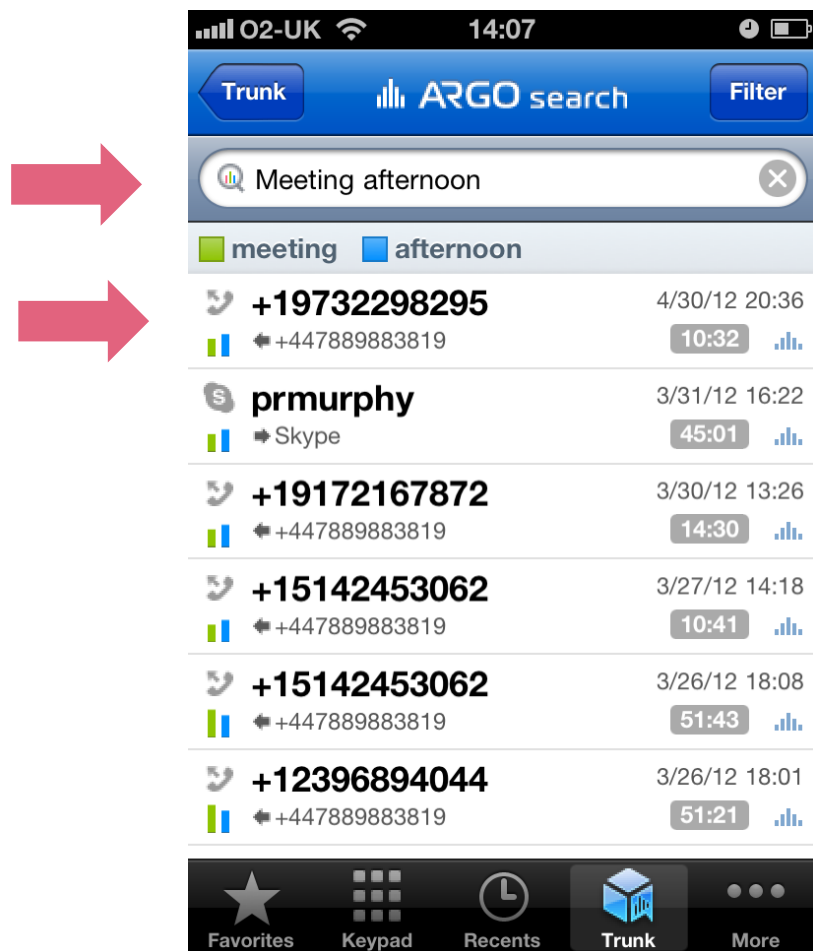 O2-UK 14:07
Trunk ARGO search Filter
Meeting afternoon
meeting afternoon
+19732298295 4/30/12 20:36
+447889883819 10:32
prmurphy 3/31/12 16:22
Skype 45:01
+19172167872 3/30/12 13:26
+447889883819 14:30
+15142453062 3/27/12 14:18
+447889883819 10:41
+15142453062 3/26/12 18:08
+447889883819 51:43
+12396894044 3/26/12 18:01
+447889883819 51:21
Favorites Keypad Recents Trunk More